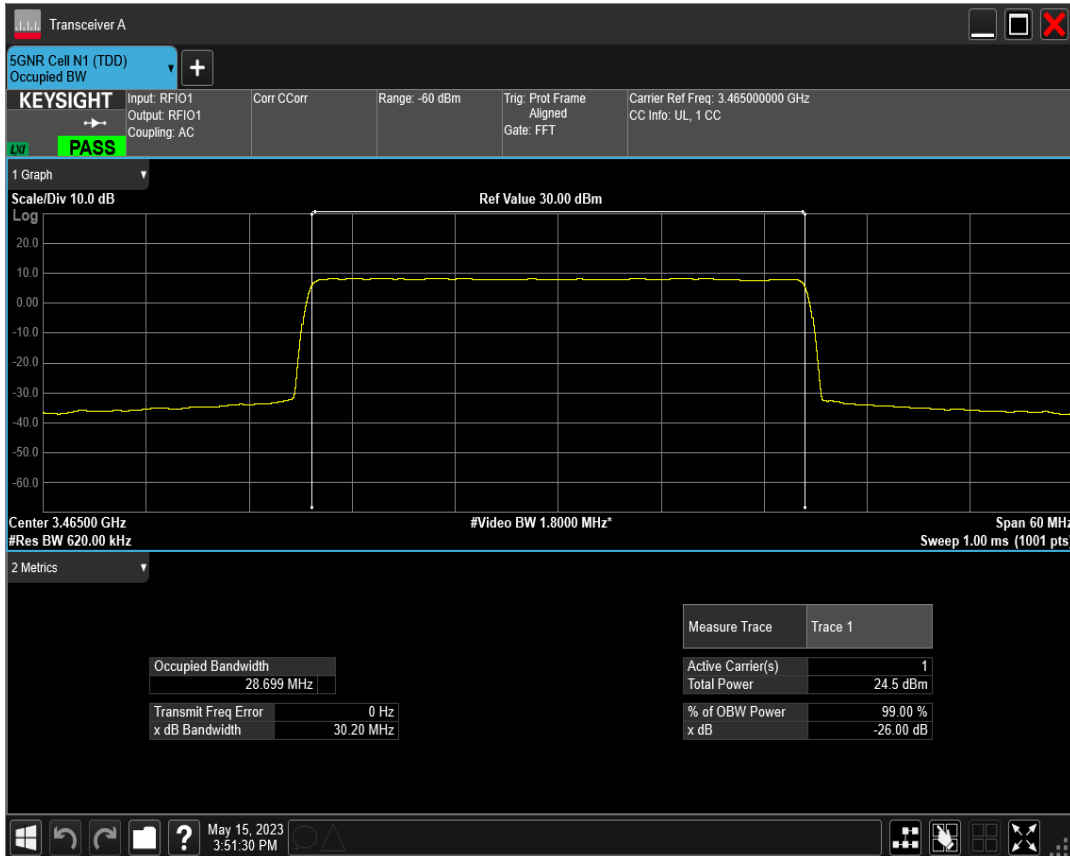 Transceiver A
5GNR Cell N1 (TDD)
Occupied BW
+
KEYSIGHT
LXI
PASS
Input: RFIO1
Output: RFIO1
Coupling: AC
Corr CCorr
Range: -60 dBm
Trig: Prot Frame
Aligned
Gate: FFT
Carrier Ref Freq: 3.465000000 GHz
CC Info: UL, 1 CC
1 Graph
Scale/Div 10.0 dB
Ref Value 30.00 dBm
Log
20.0
10.0
0.00
-10.0
-20.0
-30.0
-40.0
-50.0
-60.0
Center 3.46500 GHz
#Video BW 1.8000 MHz*
Span 60 MHz
#Res BW 620.00 kHz
Sweep 1.00 ms (1001 pts)
2 Metrics
Measure Trace Trace 1
Occupied Bandwidth
28.699 MHz
Active Carrier(s) 1
Total Power 24.5 dBm
Transmit Freq Error 0 Hz
x dB Bandwidth 30.20 MHz
% of OBW Power 99.00 %
x dB -26.00 dB
?
May 15, 2023
3:51:30 PM